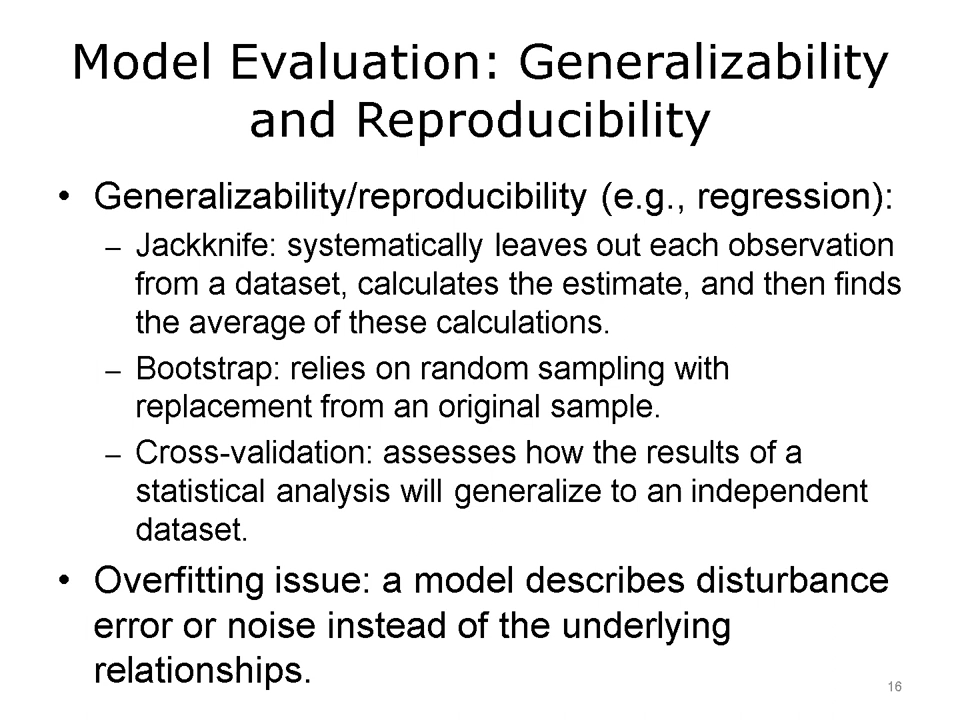 Model Evaluation: Generalizability
and Reproducibility
• Generalizability/reproducibility (e.g., regression):
– Jackknife: systematically leaves out each observation
from a dataset, calculates the estimate, and then finds
the average of these calculations.
– Bootstrap: relies on random sampling with
replacement from an original sample.
– Cross-validation: assesses how the results of a
statistical analysis will generalize to an independent
dataset.
• Overfitting issue: a model describes disturbance
error or noise instead of the underlying
relationships.
16